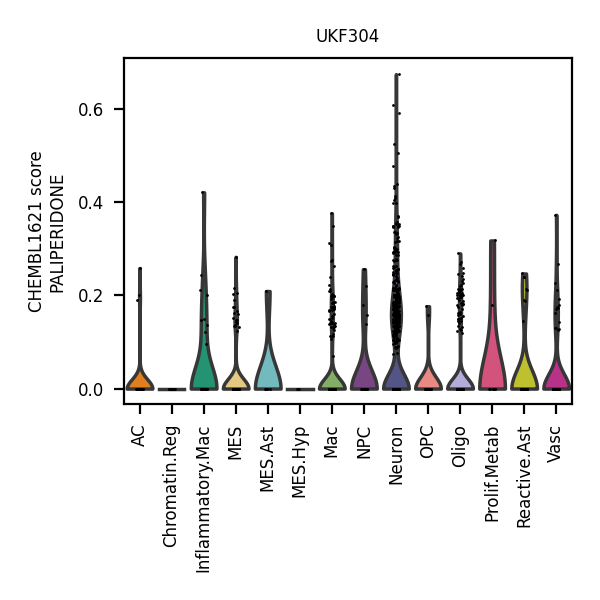 UKF304
CHEMBL1621 score
PALIPERIDONE
0.6
0.4
0.2
0.0
AC
Chromatin.Reg
Inflammatory.Mac
MES
MES.Ast
MES.Hyp
Mac
NPC
Neuron
OPC
Oligo
Prolif.Metab
Reactive.Ast
Vasc